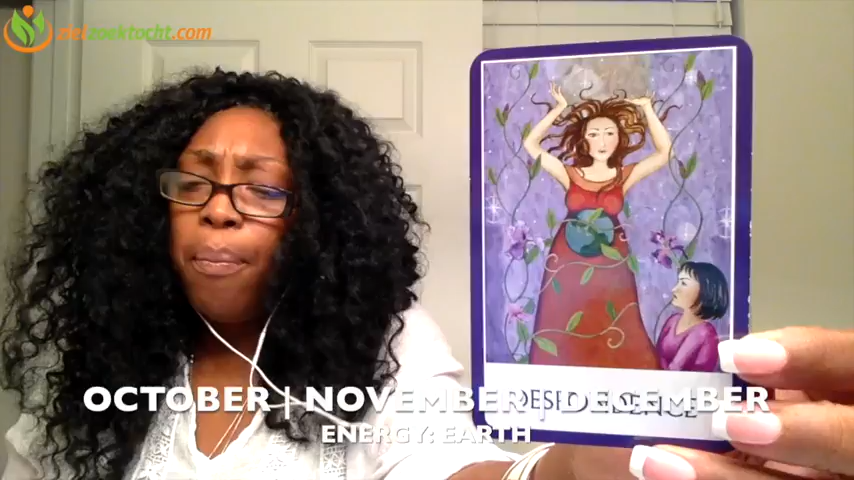 zielzoektocht.com
OCTOBER | NOVEMBER | DECEMBER
ENERGY: EARTH